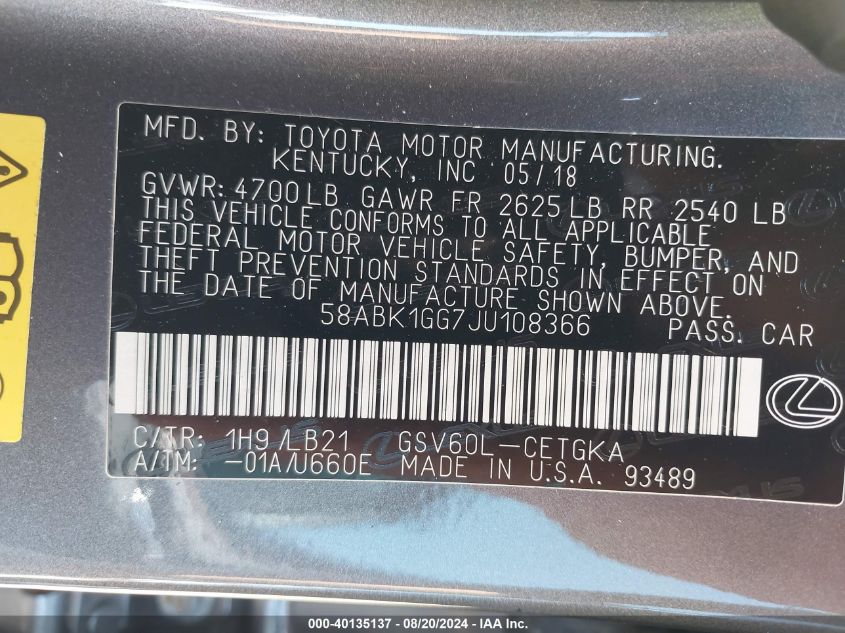 MFD. BY: TOYOTA MOTOR MANUFACTURING.
KENTUCKY, INC 05/18
GVWR: 4700 LB GAWR FR 2625 LB RR 2540 LB
THIS VEHICLE CONFORMS TO ALL APPLICABLE
FEDERAL MOTOR VEHICLE SAFETY, BUMPER, AND
THEFT PREVENTION STANDARDS IN EFFECT ON
THE DATE OF MANUFACTURE SHOWN ABOVE.
58ABK1GG7JU108366 PASS. CAR
C/TR: 1H9/LB21 GSV60L-CETGKA
A/TM: -01A/U660E MADE IN U.S.A. 93489
000-40135137 - 08/20/2024 - IAAI.com